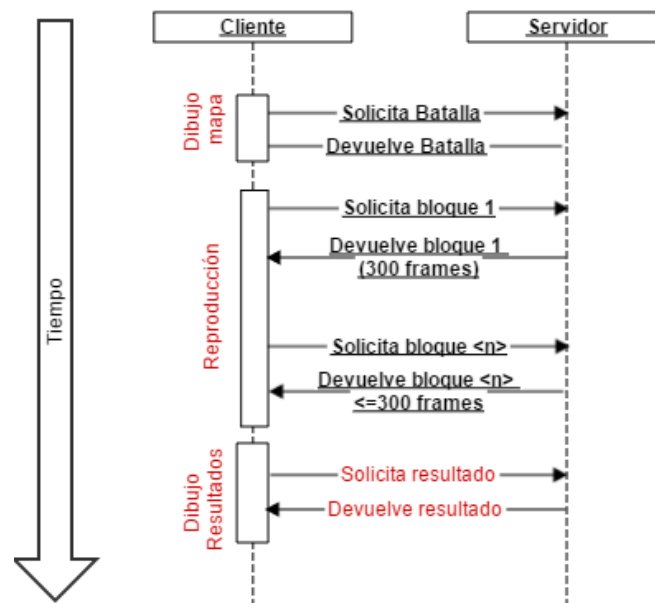 Cliente
Servidor
Dibujo
mapa
Solicita Batalla
Devuelve Batalla
Solicita bloque 1
Devuelve bloque 1
(300 frames)
Reproducción
Tiempo
Solicita bloque <n>
Devuelve bloque <n>
<=300 frames
Dibujo
Resultados
Solicita resultado
Devuelve resultado